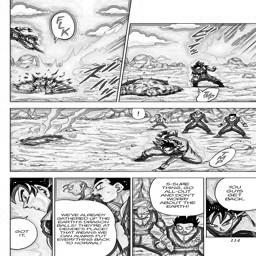 !
YOU
GUYS
GET
BACK.
S-SURE
THING, GO
ALL-OUT AND
DON'T
WORRY
ABOUT THE
EARTH!
WE'VE ALREADY
GATHERED UP THE
EARTH'S DRAGON
BALLS! THEY'RE AT
DENDE'S PLACE!
THAT MEANS WE
CAN ALWAYS PUT
EVERYTHING BACK
TO NORMAL!
GOT
IT.
114